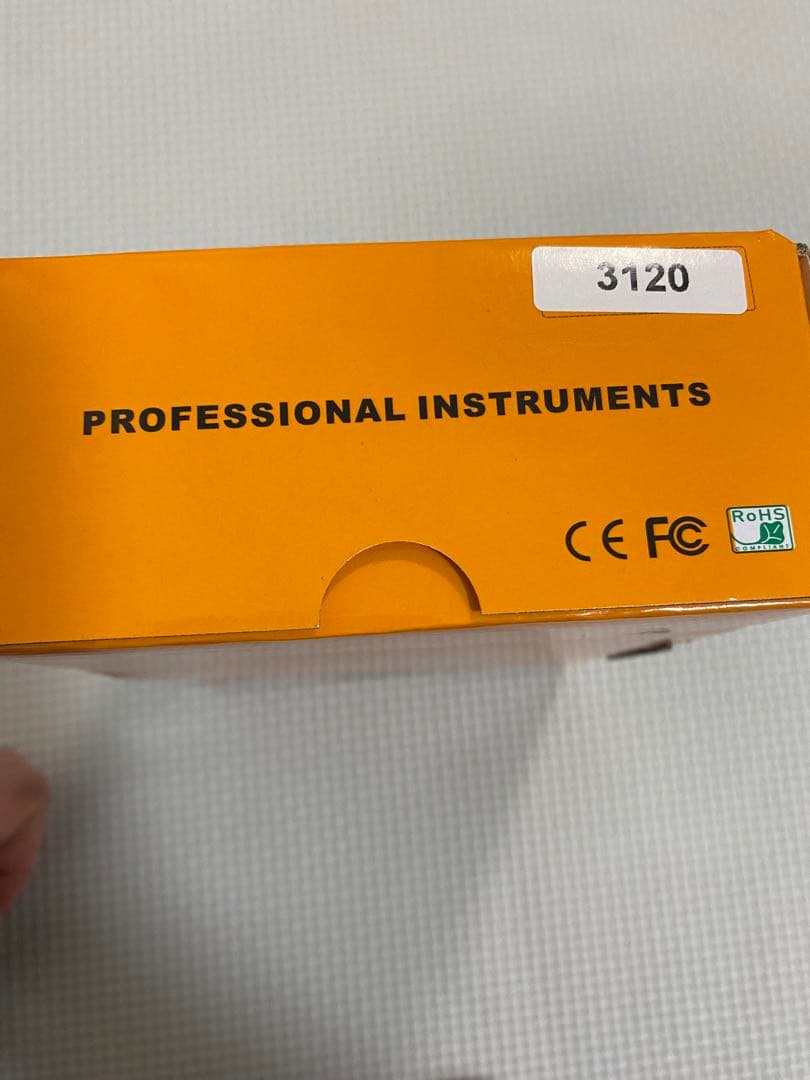 3120
PROFESSIONAL INSTRUMENTS
CE FC RoHS
COMPLIANT